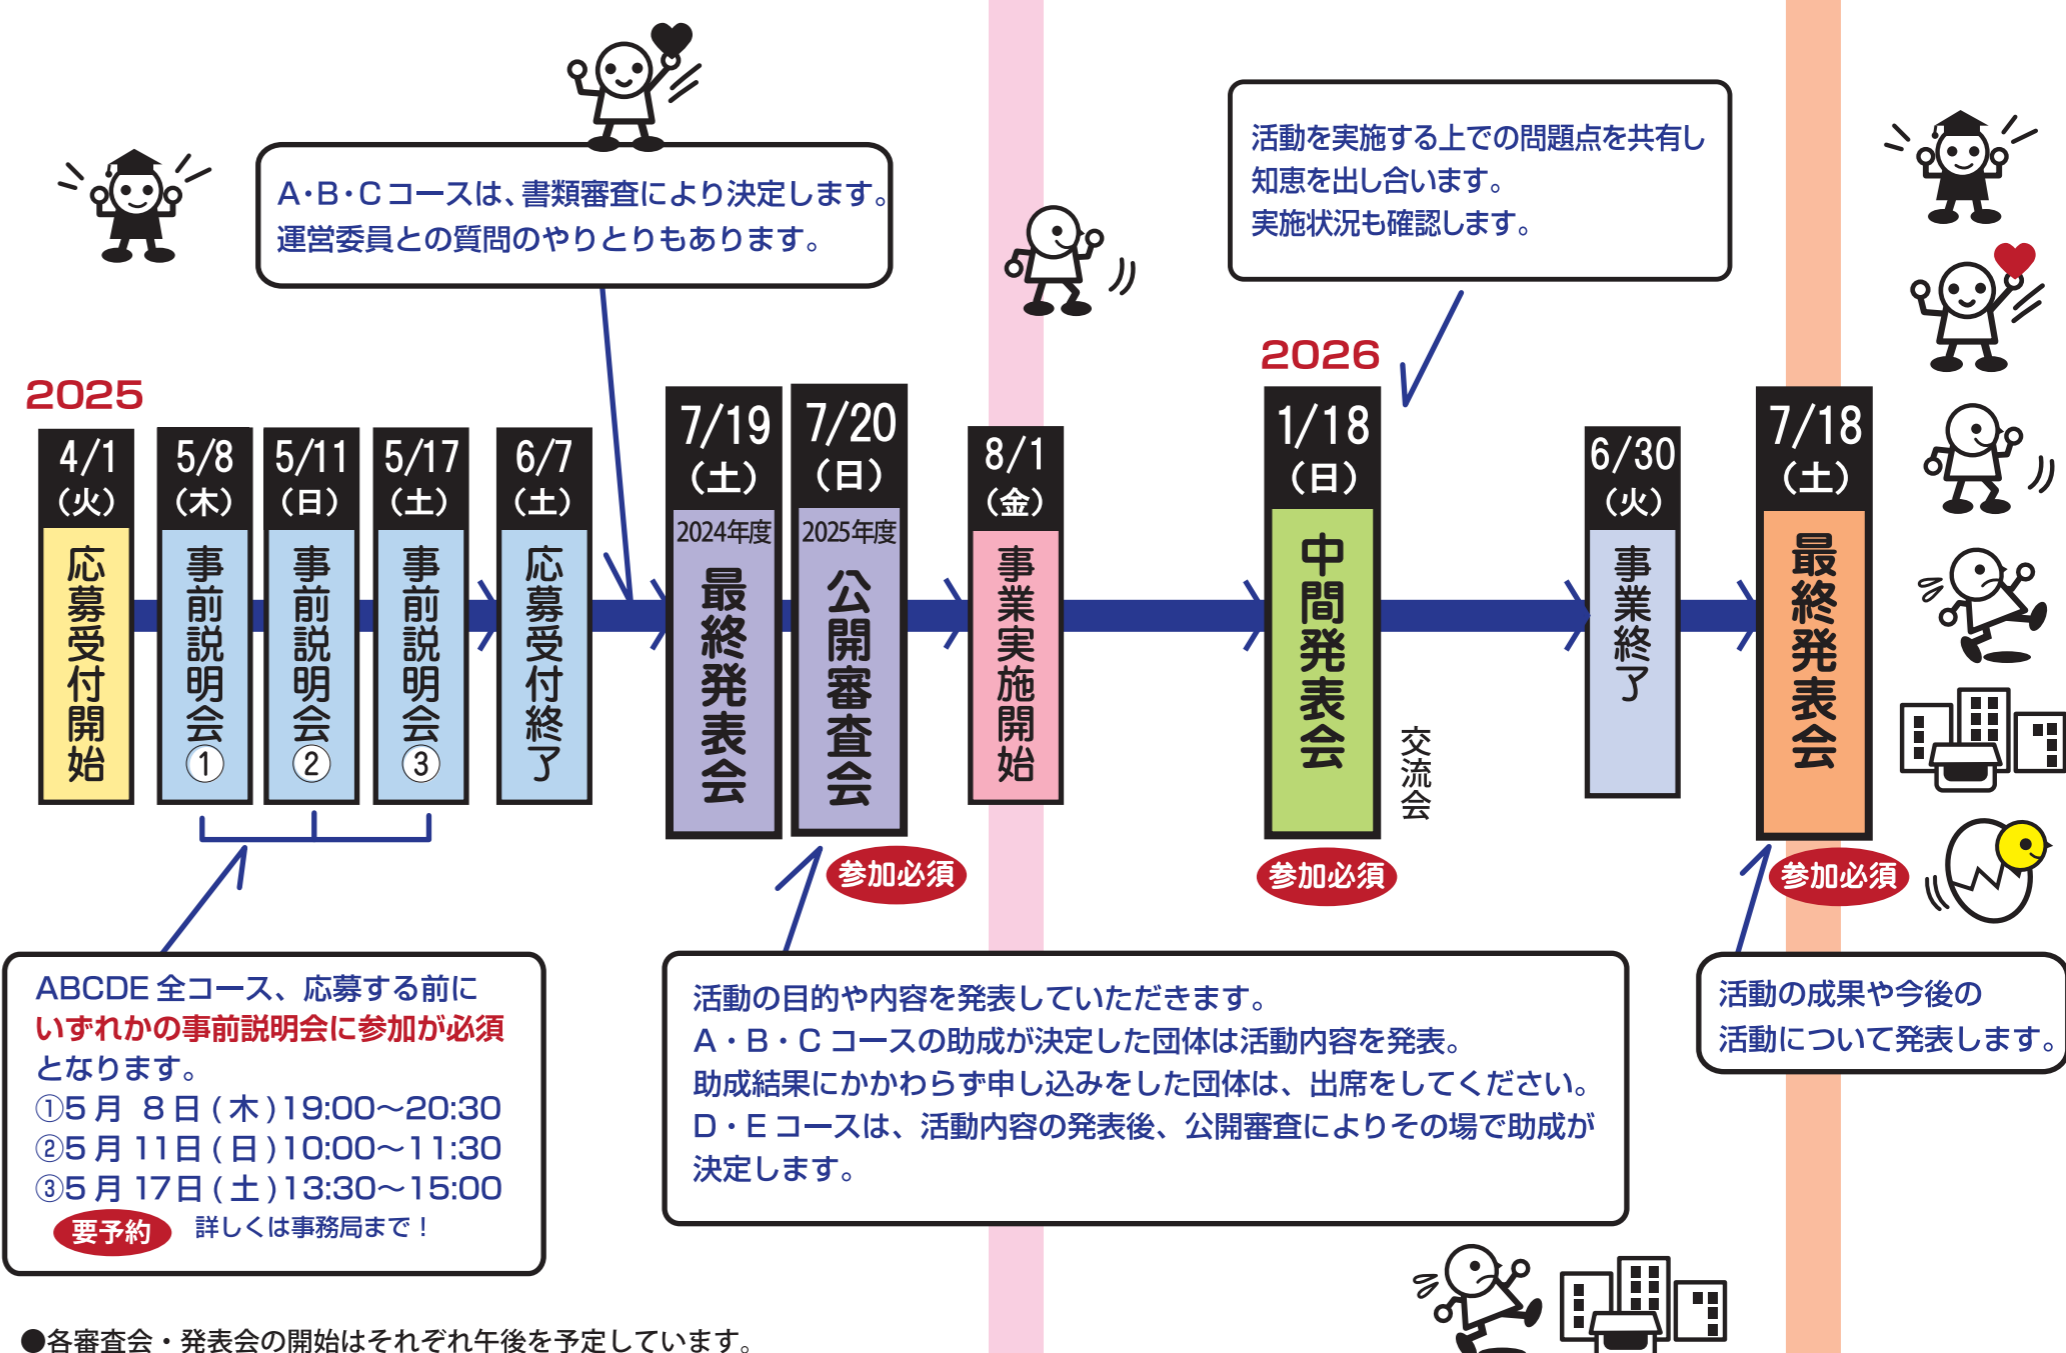 A・B・Cコースは、書類審査により決定します。
運営委員との質問のやりとりもあります。
活動を実施する上での問題点を共有し
知恵を出し合います。
実施状況も確認します。
2025
4/1
(火)
応募受付開始
5/8
(木)
事前説明会
①
5/11
(日)
事前説明会
②
5/17
(土)
事前説明会
③
6/7
(土)
応募受付終了
7/19
(土)
2024年度
最終発表会
7/20
(日)
2025年度
公開審査会
参加必須
8/1
(金)
事業実施開始
2026
1/18
(日)
中間発表会
参加必須
交流会
6/30
(火)
事業終了
7/18
(土)
最終発表会
参加必須
ABCDE 全コース、応募する前に
いずれかの事前説明会に参加が必須
となります。
①5 月 8 日 ( 木 )19:00〜20:30
②5 月 11日 ( 日 )10:00〜11:30
③5 月 17日 ( 土 )13:30〜15:00
要予約 詳しくは事務局まで！
活動の目的や内容を発表していただきます。
A・B・C コースの助成が決定した団体は活動内容を発表。
助成結果にかかわらず申し込みをした団体は、出席をしてください。
D・E コースは、活動内容の発表後、公開審査によりその場で助成が
決定します。
活動の成果や今後の
活動について発表します。
●各審査会・発表会の開始はそれぞれ午後を予定しています。